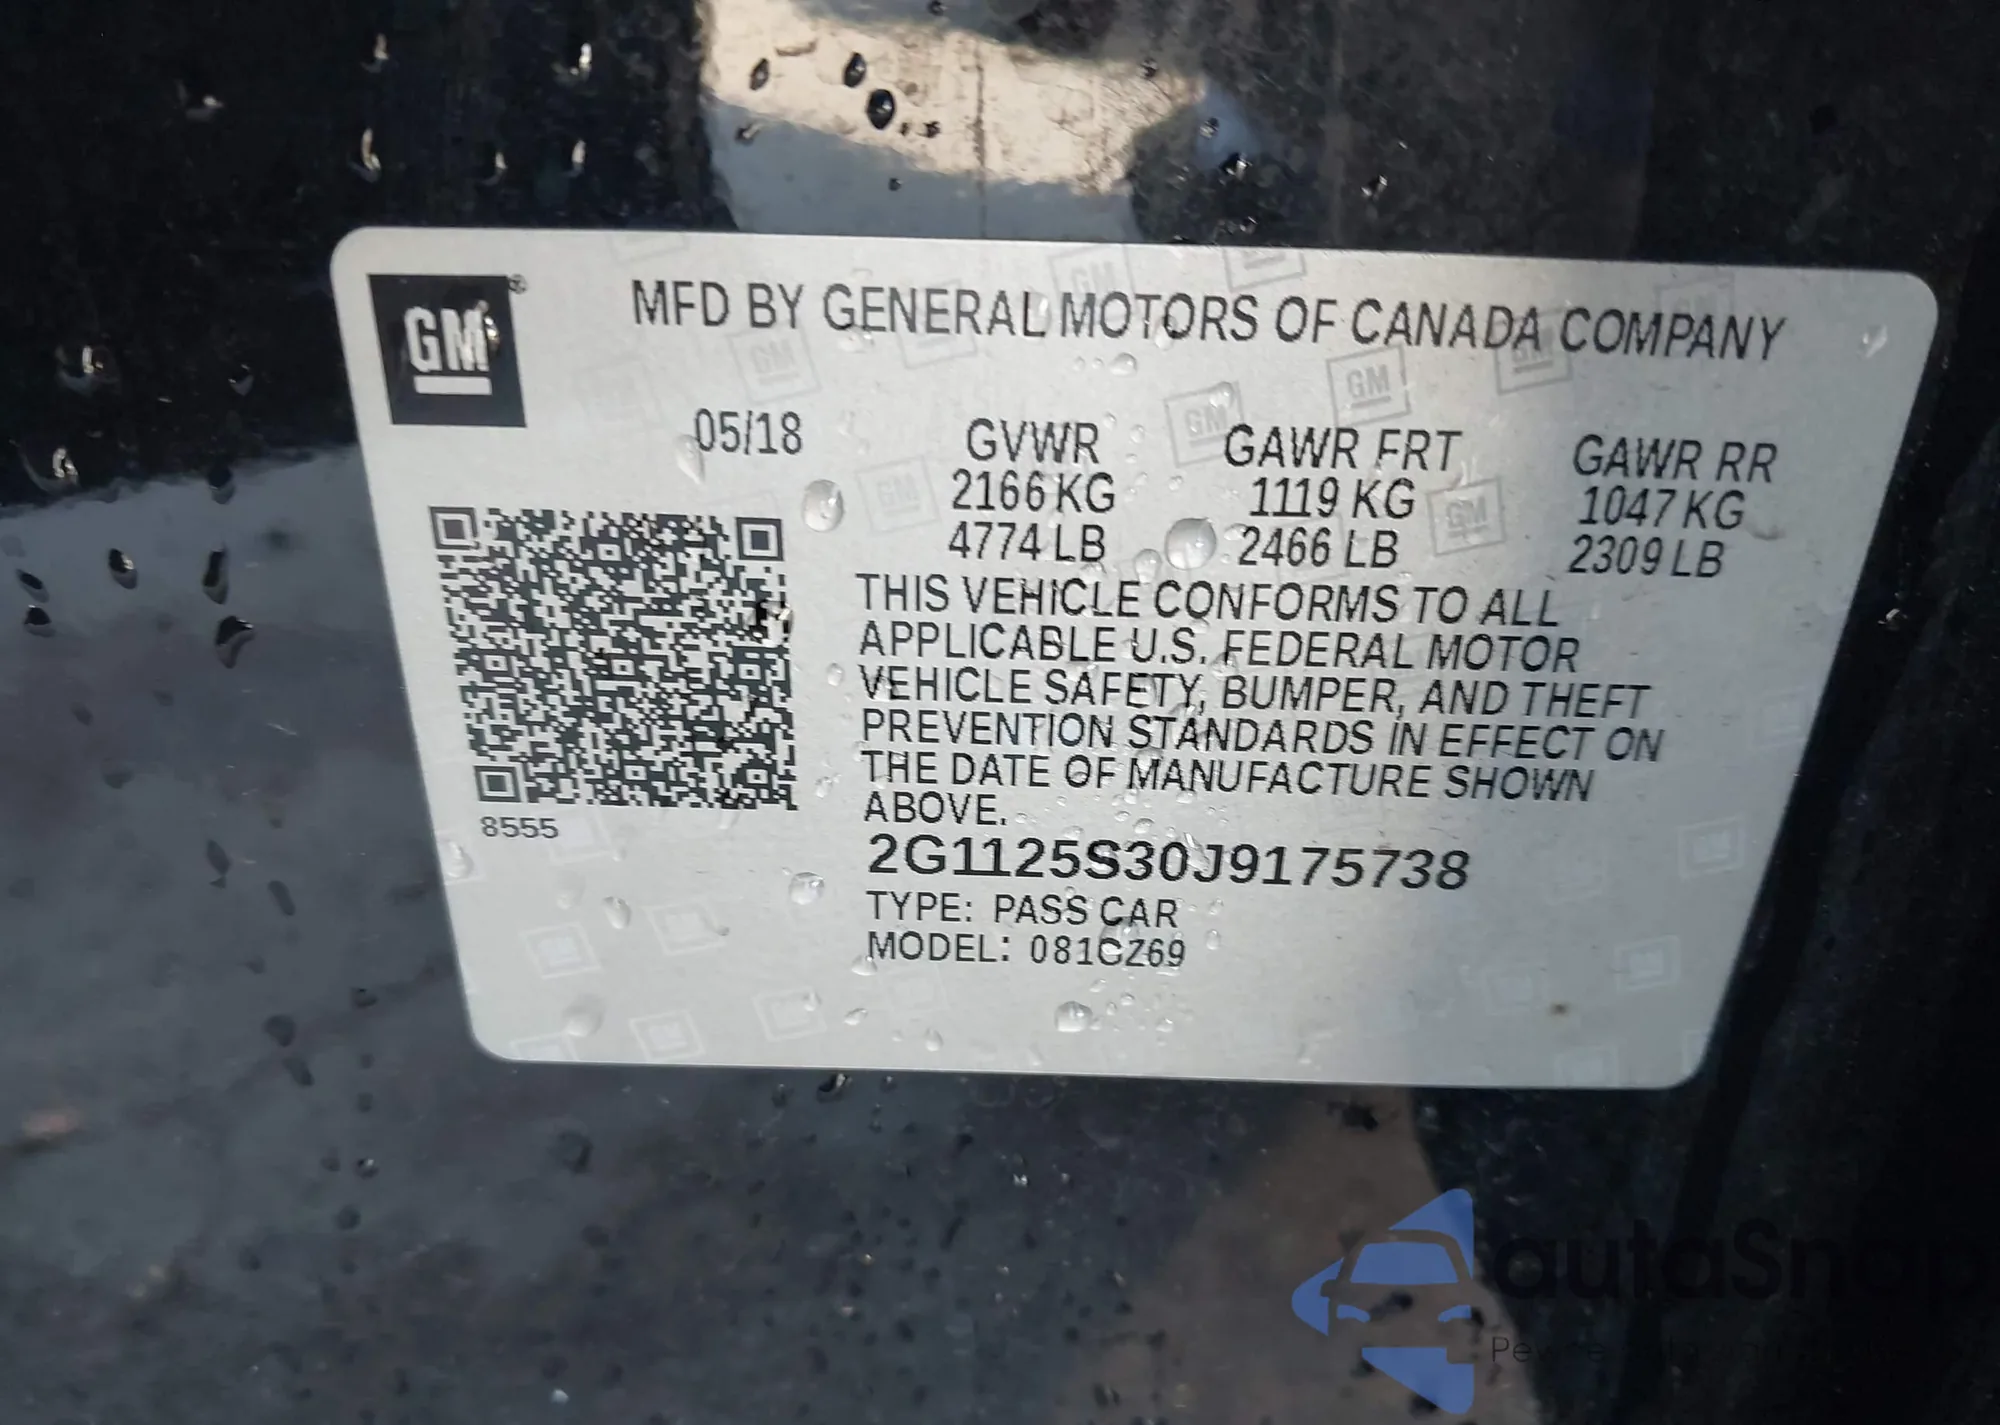 GM
MFD BY GENERAL MOTORS OF CANADA COMPANY
05/18
GVWR
2166 KG
4774 LB
GAWR FRT
1119 KG
2466 LB
GAWR RR
1047 KG
2309 LB
THIS VEHICLE CONFORMS TO ALL
APPLICABLE U.S. FEDERAL MOTOR
VEHICLE SAFETY, BUMPER, AND THEFT
PREVENTION STANDARDS IN EFFECT ON
THE DATE OF MANUFACTURE SHOWN
ABOVE.
8555
2G1125S30J9175738
TYPE: PASS CAR
MODEL: 081GZ69
autaSnap